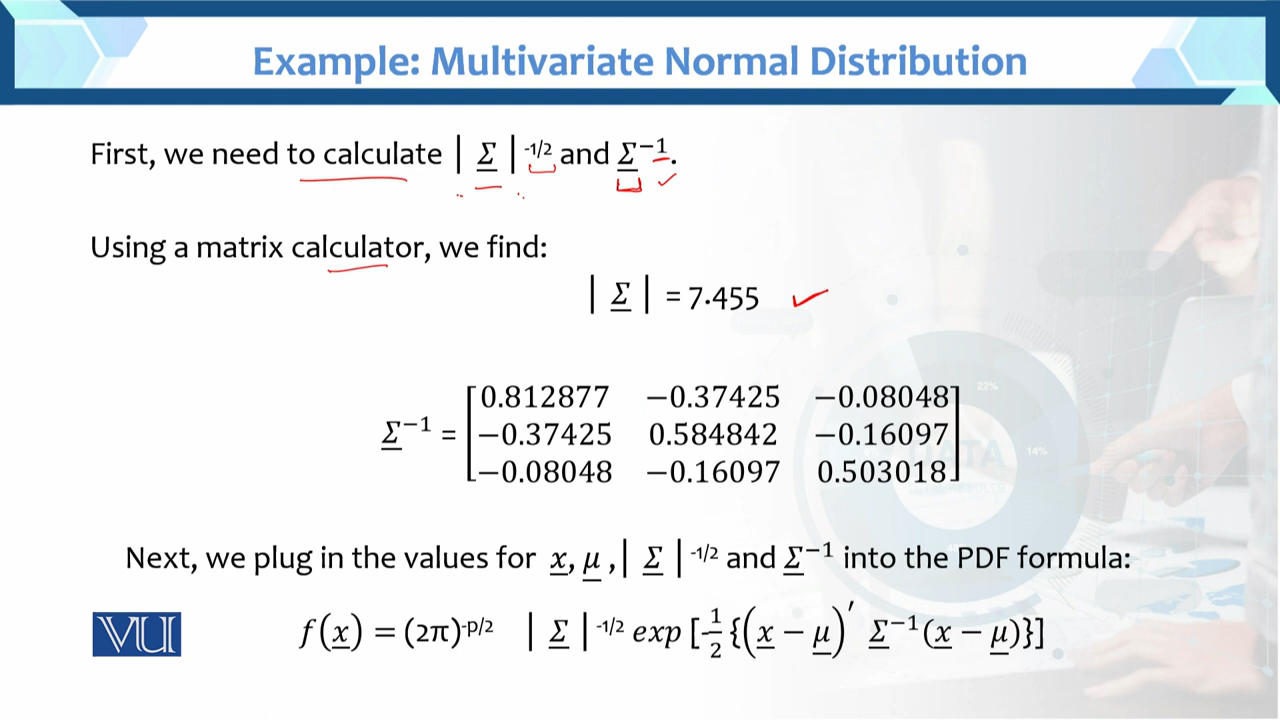 Example: Multivariate Normal Distribution
First, we need to calculate | Σ |^-1/2 and Σ^−1.
Using a matrix calculator, we find:
| Σ | = 7.455
Σ^−1 = [0.812877 −0.37425 −0.08048
−0.37425 0.584842 −0.16097
−0.08048 −0.16097 0.503018]
22%
14%
DATA
Next, we plug in the values for x, μ ,| Σ |^-1/2 and Σ^−1 into the PDF formula:
VU
f(x) = (2π)^-p/2 | Σ |^-1/2 exp [-1/2 {(x − μ)′ Σ^−1 (x − μ)}]